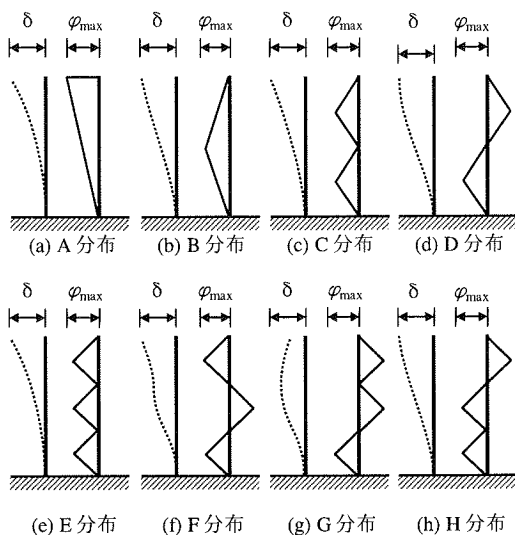 δ φmax δ φmax δ φmax δ φmax
(a) A 分布 (b) B 分布 (c) C 分布 (d) D 分布
δ φmax δ φmax δ φmax δ φmax
(e) E 分布 (f) F 分布 (g) G 分布 (h) H 分布